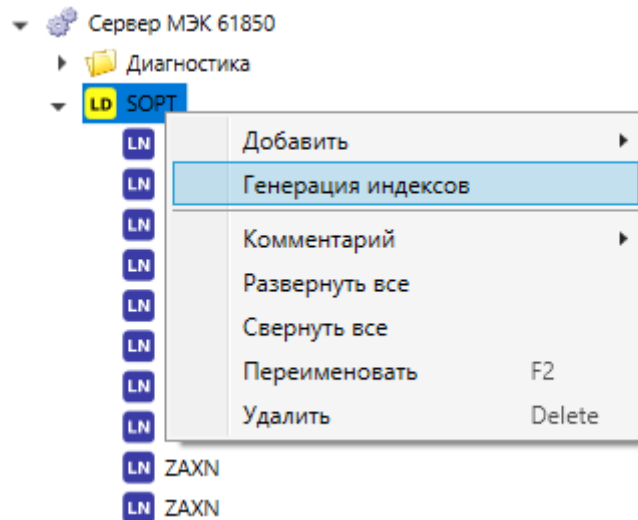 Сервер МЭК 61850
Диагностика
LD SOPT
LN
Добавить
LN
Генерация индексов
LN
Комментарий
LN
Развернуть все
LN
Свернуть все
LN
Переименовать F2
LN
Удалить Delete
LN
LN ZAXN
LN ZAXN